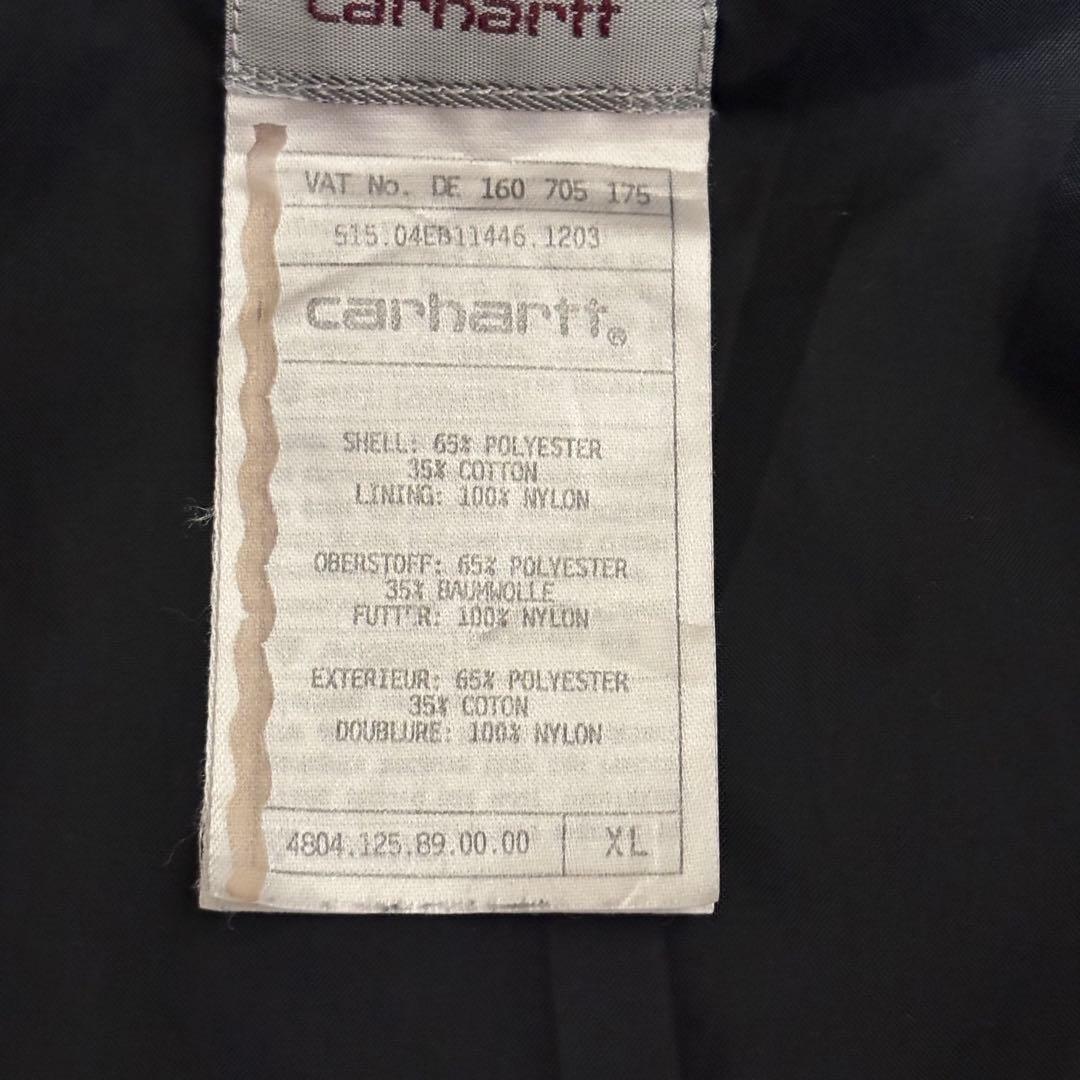 carhartt
VAT No. DE 160 705 175
S15.04EB11446.1203
carhartt®
SHELL: 65% POLYESTER
35% COTTON
LINING: 100% NYLON
OBERSTOFF: 65% POLYESTER
35% BAUMWOLLE
FUTT'R: 100% NYLON
EXTERIEUR: 65% POLYESTER
35% COTON
DOUBLURE: 100% NYLON
4804.125.89.00.00 XL